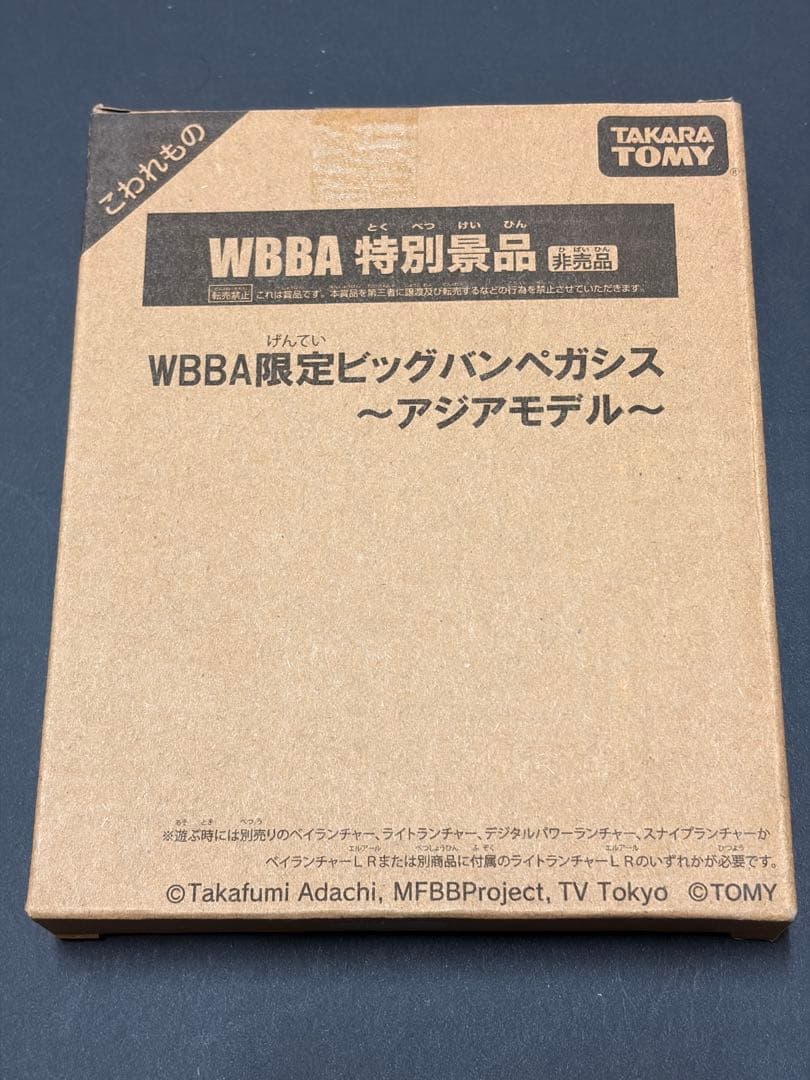 こわれもの
TAKARA
TOMY
®
とくべつけいひん ひばいひん
WBBA 特別景品 非売品
転売禁止 これは賞品です。本賞品を第三者に譲渡及び転売するなどの行為を禁止させていただきます。
げんてい
WBBA限定ビッグバンペガシス
～アジアモデル～
あそ とき べつう
※遊ぶ時には別売りのベイランチャー、ライトランチャー、デジタルパワーランチャー、スナイプランチャーか
エルアール べつしょうひん ふぞく エルアール ひつよう
ベイランチャーＬＲまたは別商品に付属のライトランチャーＬＲのいずれかが必要です。
©Takafumi Adachi, MFBBProject, TV Tokyo ©TOMY